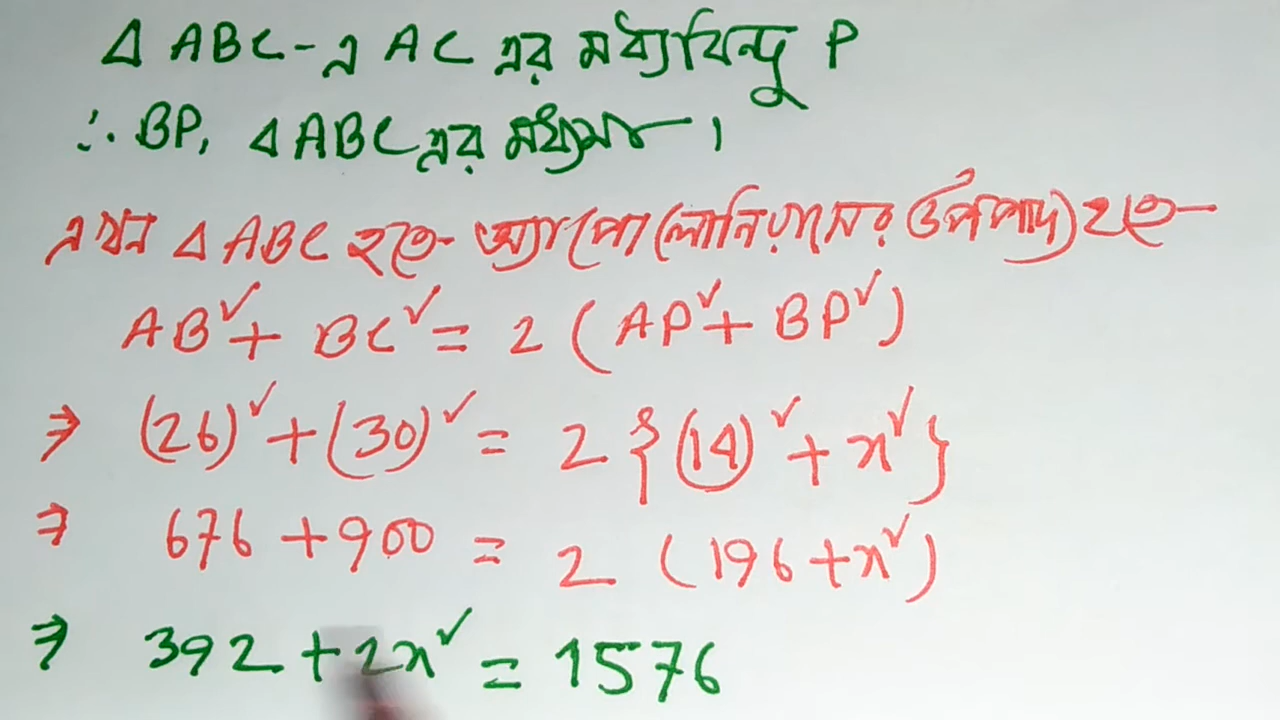 Δ ABC-এ AC এর মধ্যবিন্দু P
∴ BP, Δ ABC এর মধ্যমা ।
এখন Δ ABC হতে অ্যাপোলোনিয়াসের উপপাদ্য হতে-
AB² + BC² = 2 (AP² + BP²)
⇒ (26)² + (30)² = 2 {(14)² + x²}
⇒ 676 + 900 = 2 (196 + x²)
⇒ 392 + 2x² = 1576